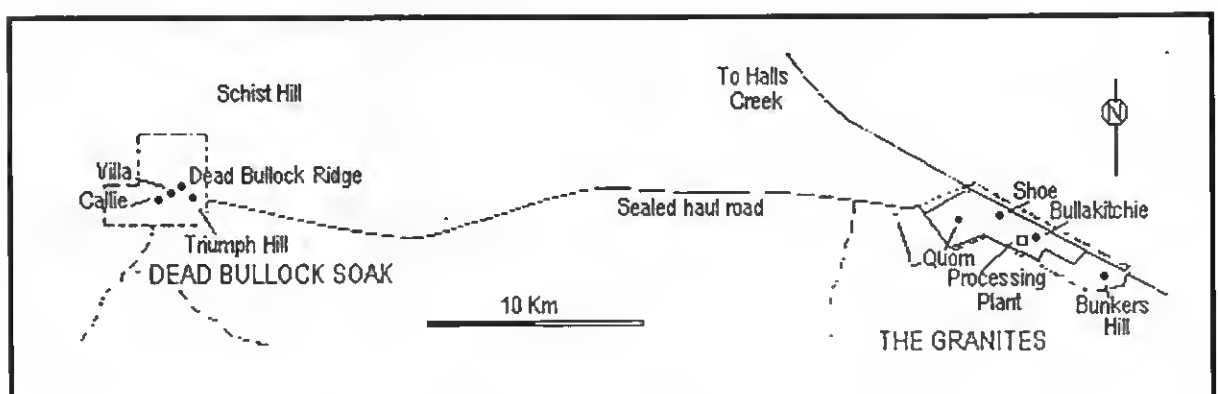 Schist Hill
Villa
Dead Bullock Ridge
Callie
Triumph Hill
DEAD BULLOCK SOAK
Sealed haul road
10 Km
To Halls
Creek
N
Shoe
Bullakitchie
Quorn
Processing
Plant
Bunkers
Hill
THE GRANITES